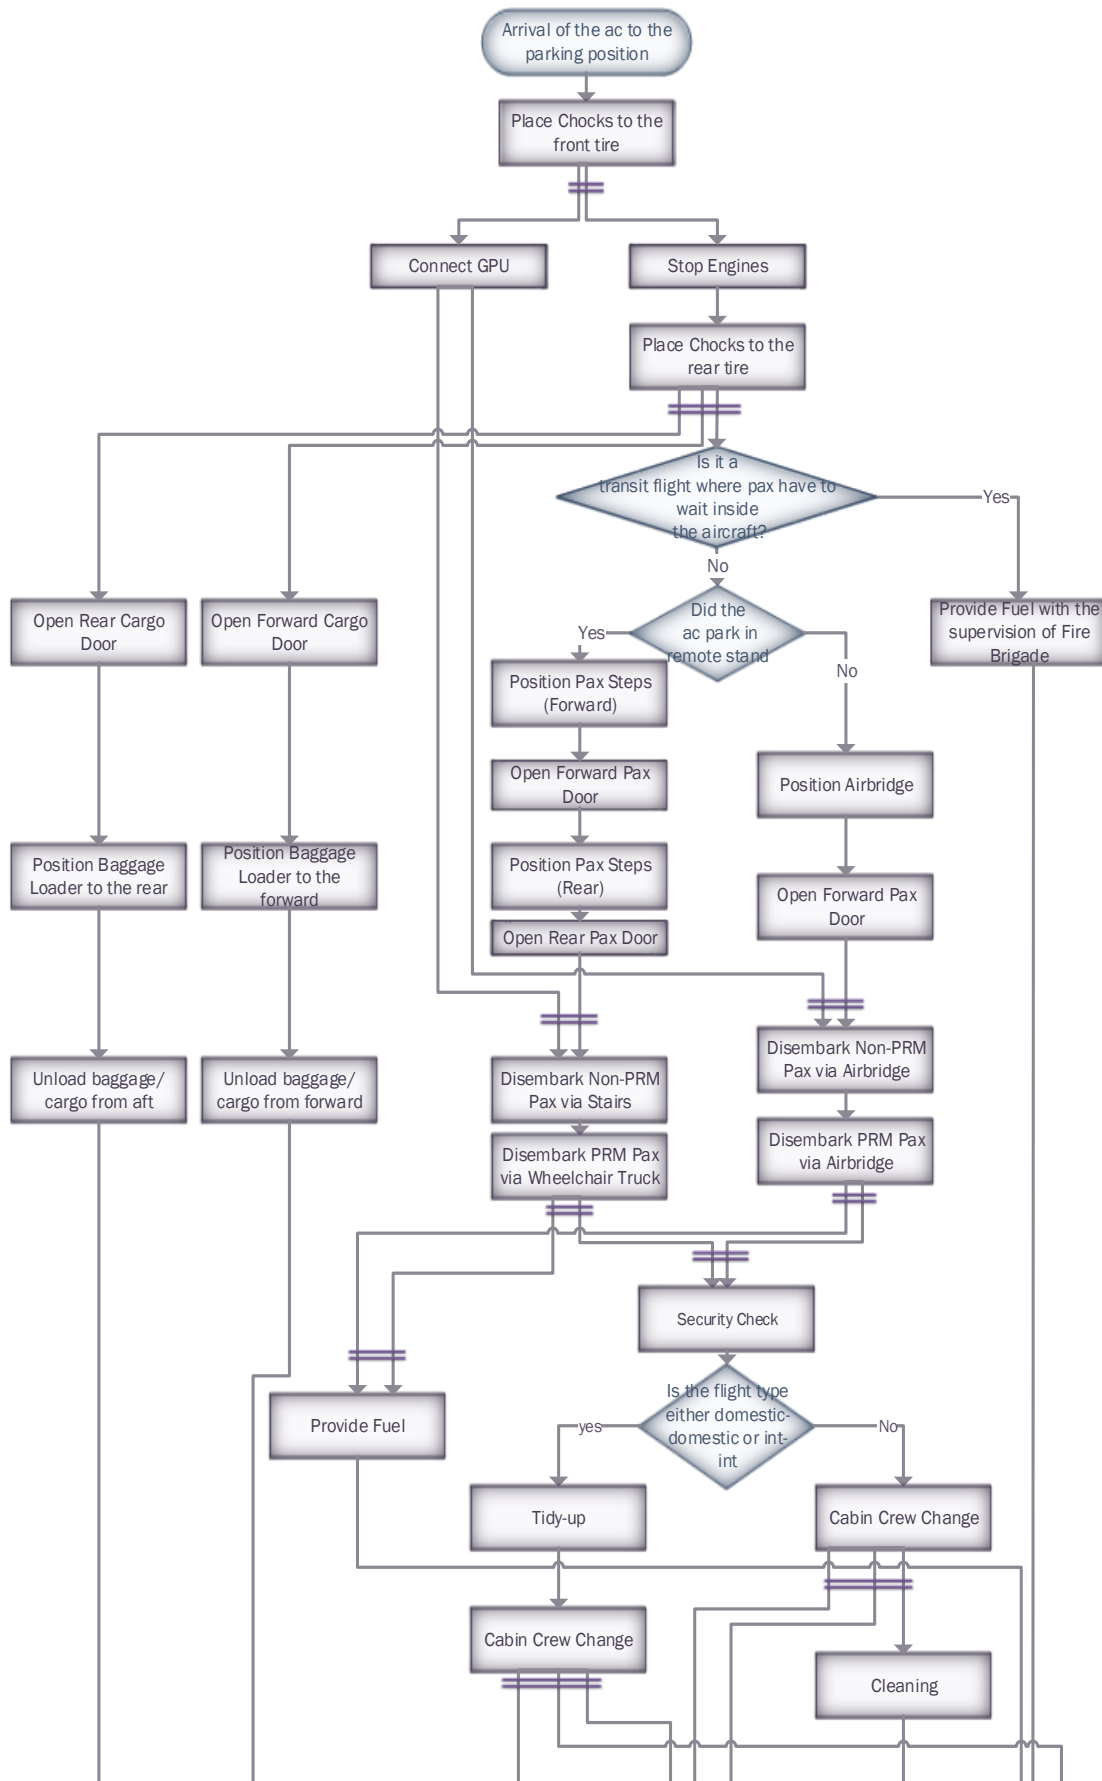 Arrival of the ac to the
parking position
Place Chocks to the
front tire
Connect GPU
Stop Engines
Place Chocks to the
rear tire
Is it a
transit flight where pax have to
wait inside
the aircraft?
Yes
No
Open Rear Cargo
Door
Open Forward Cargo
Door
Did the
ac park in
remote stand
Yes
No
Provide Fuel with the
supervision of Fire
Brigade
Position Pax Steps
(Forward)
Open Forward Pax
Door
Position Airbridge
Position Baggage
Loader to the rear
Position Baggage
Loader to the
forward
Position Pax Steps
(Rear)
Open Forward Pax
Door
Open Rear Pax Door
Unload baggage/
cargo from aft
Unload baggage/
cargo from forward
Disembark Non-PRM
Pax via Stairs
Disembark Non-PRM
Pax via Airbridge
Disembark PRM Pax
via Wheelchair Truck
Disembark PRM Pax
via Airbridge
Security Check
Provide Fuel
Is the flight type
either domestic-
domestic or int-
int
yes
No
Tidy-up
Cabin Crew Change
Cabin Crew Change
Cleaning